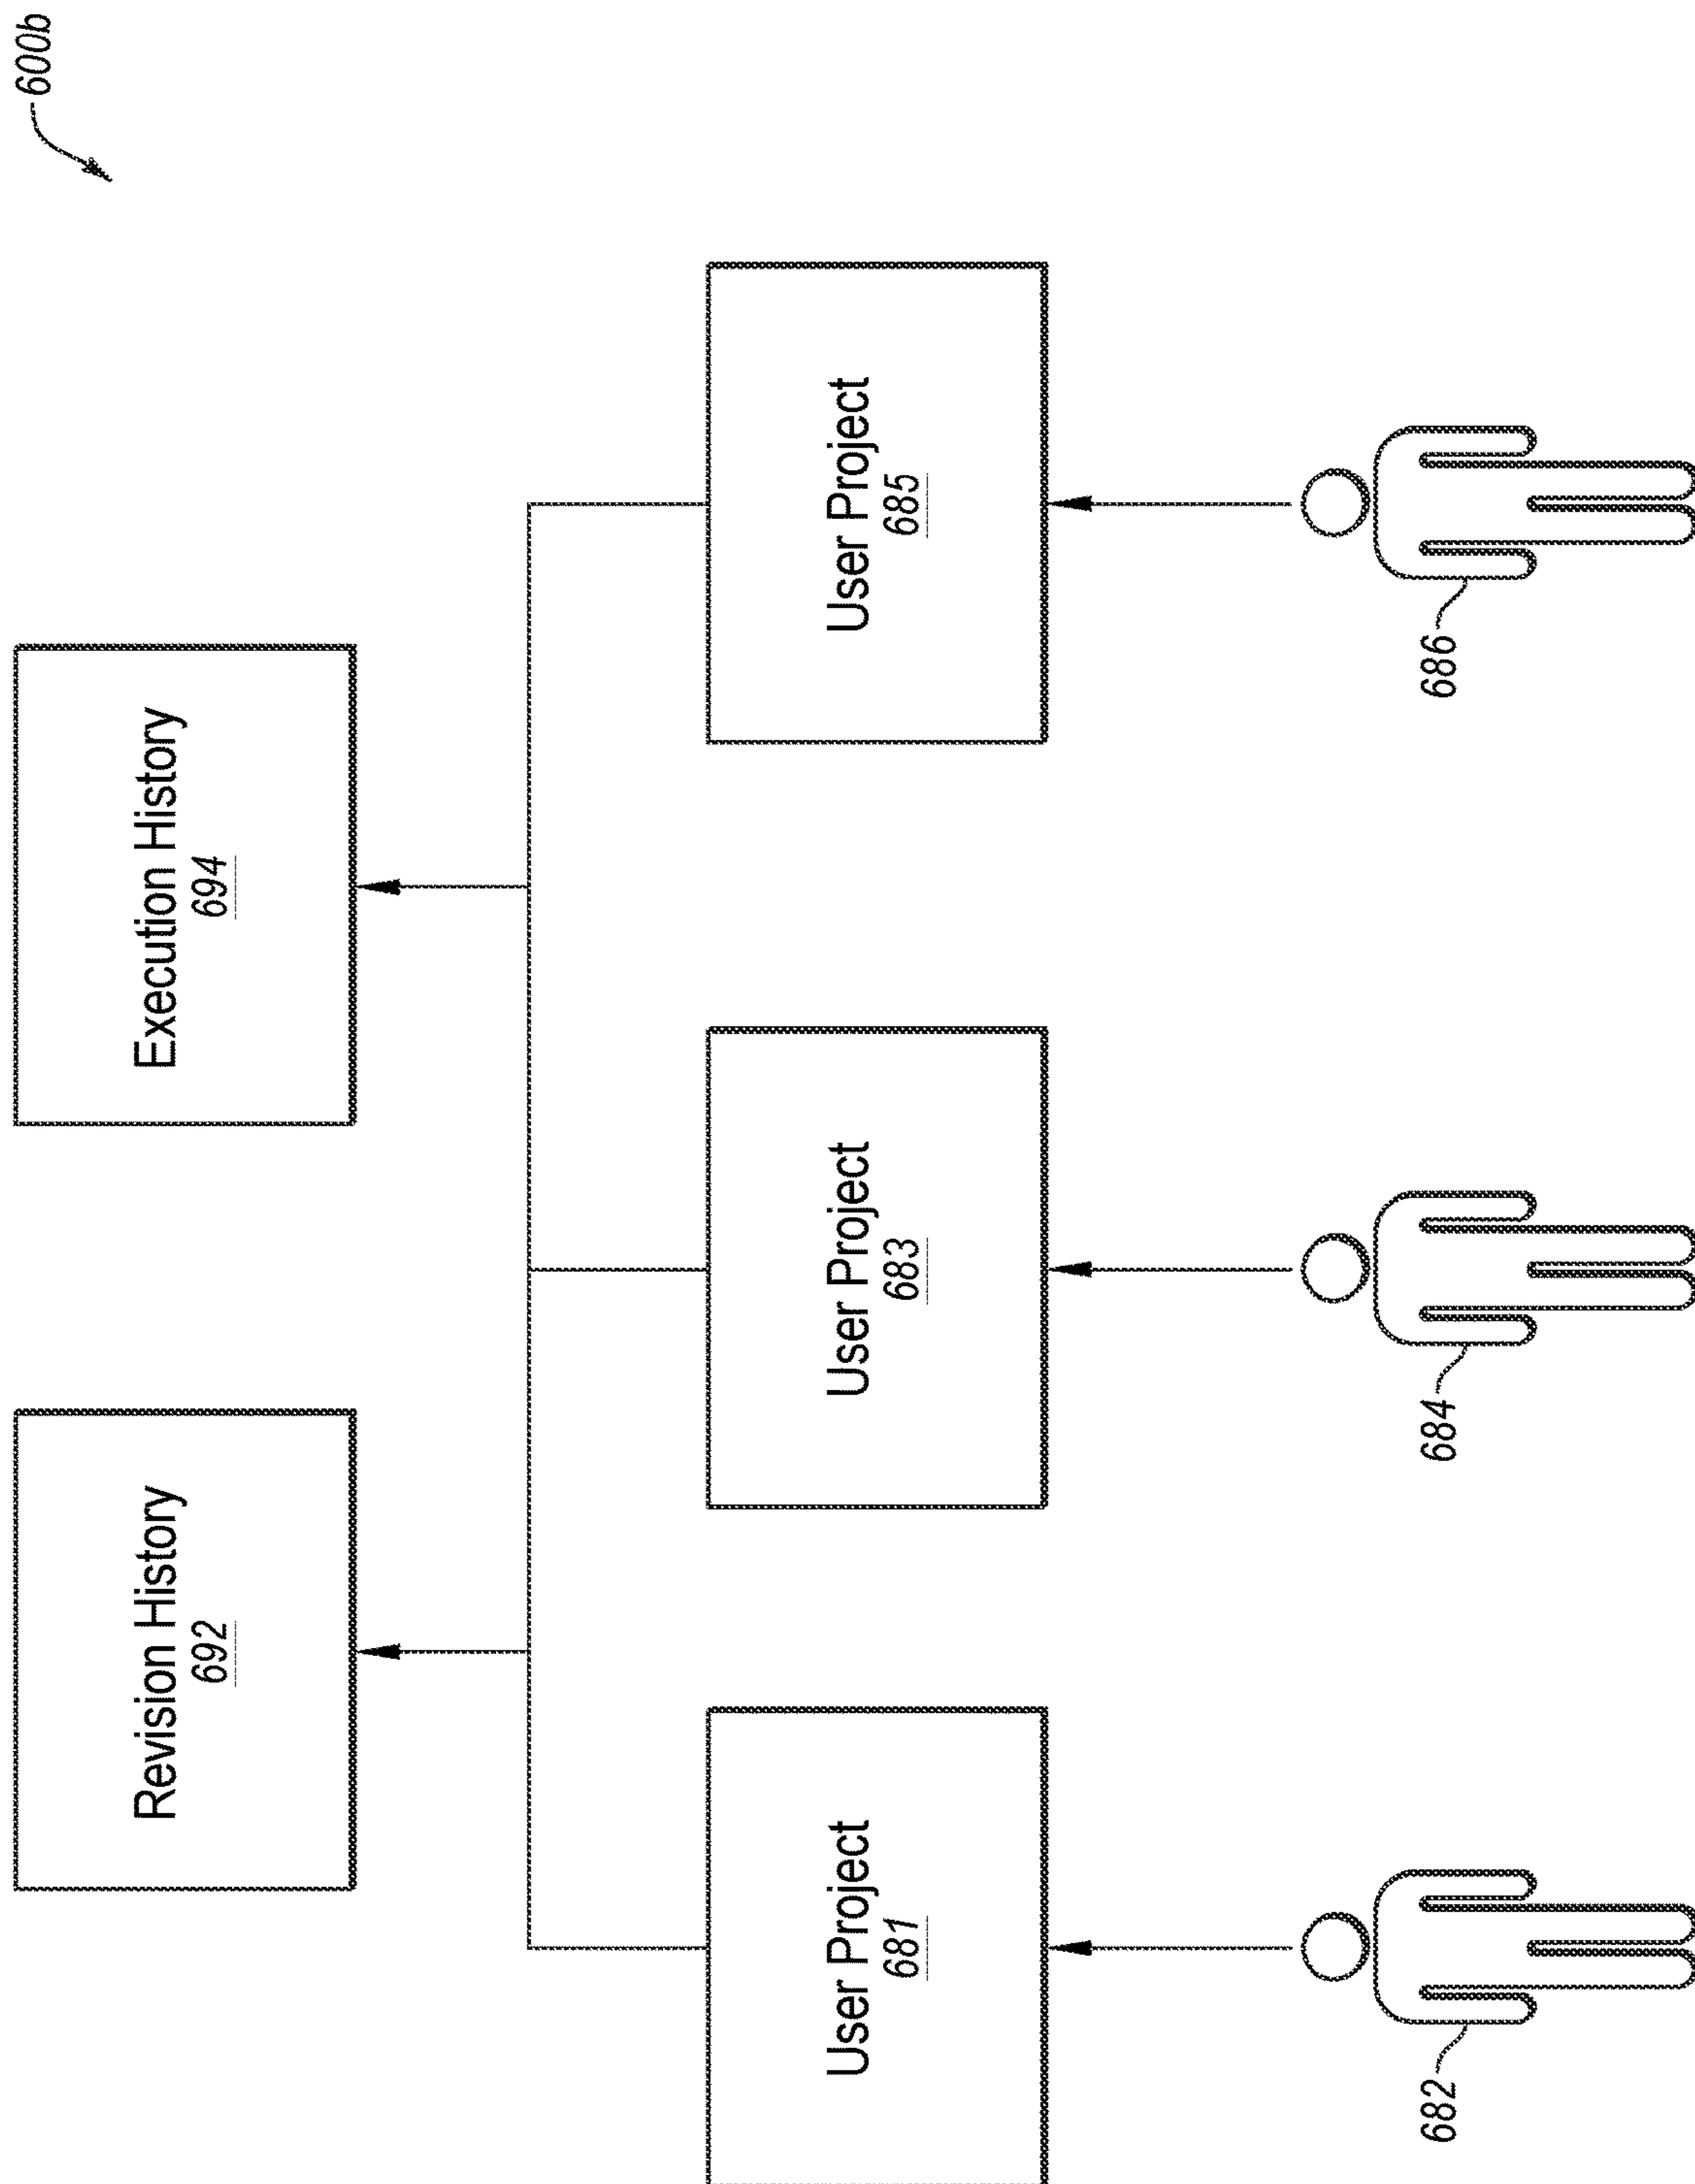 600b
Revision History
692
Execution History
694
User Project
681
User Project
683
User Project
685
682
684
686